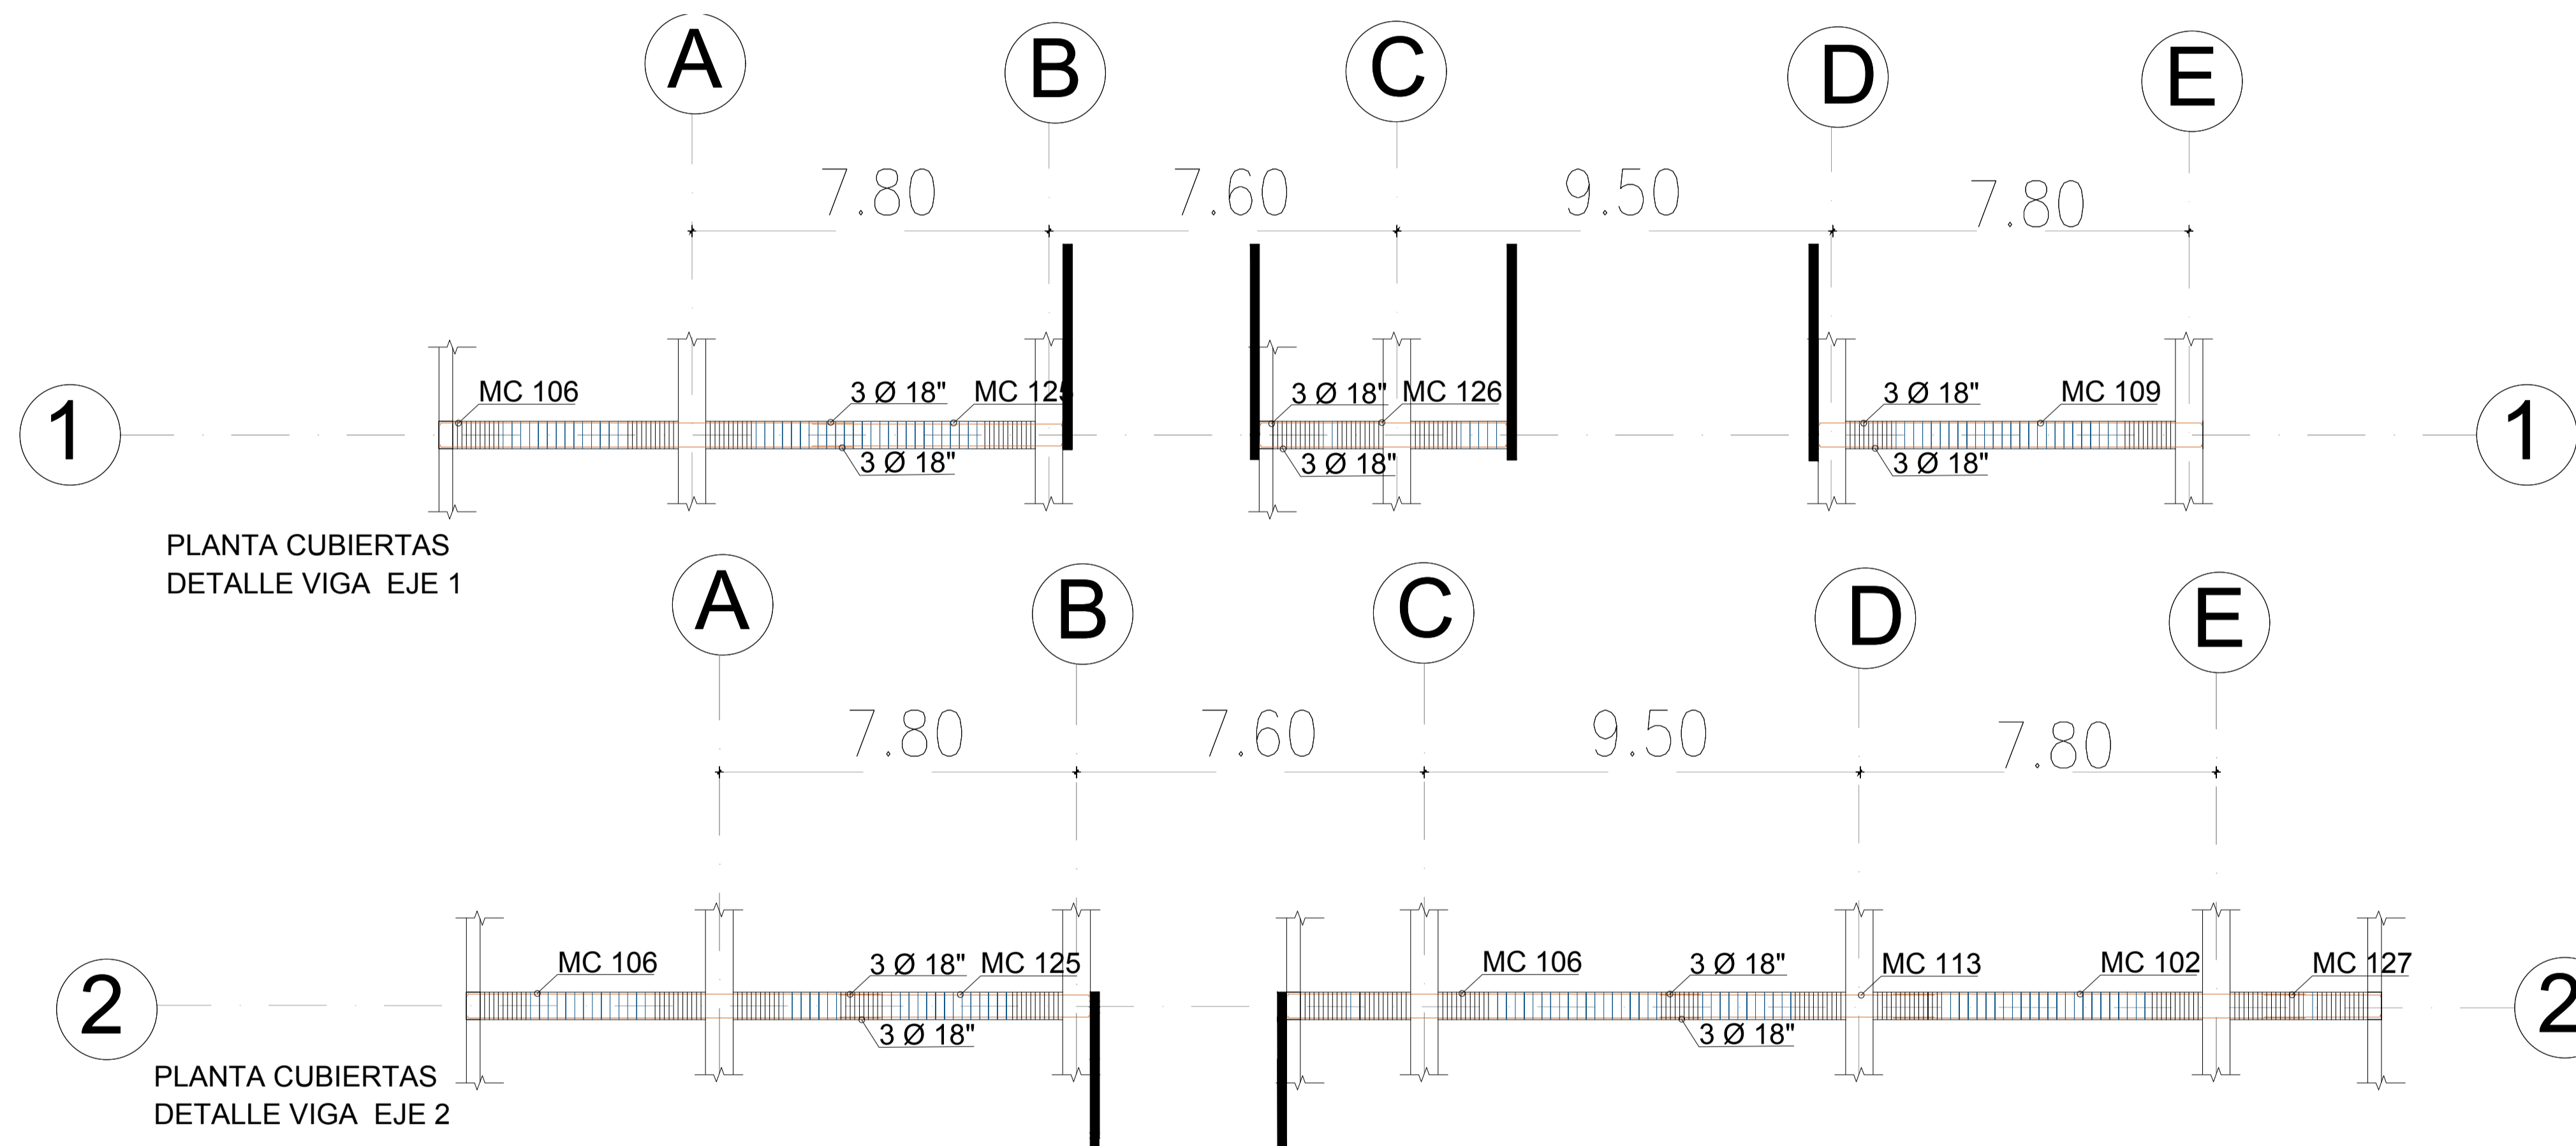 A B C D E
7.80 7.60 9.50 7.80
MC 106 3 Ø 18" MC 125 3 Ø 18" MC 126 3 Ø 18" MC 109
1 1
3 Ø 18" 3 Ø 18" 3 Ø 18"
PLANTA CUBIERTAS
DETALLE VIGA EJE 1
A B C D E
7.80 7.60 9.50 7.80
MC 106 3 Ø 18" MC 125 MC 106 3 Ø 18" MC 113 MC 102 MC 127
2 2
3 Ø 18" 3 Ø 18"
PLANTA CUBIERTAS
DETALLE VIGA EJE 2